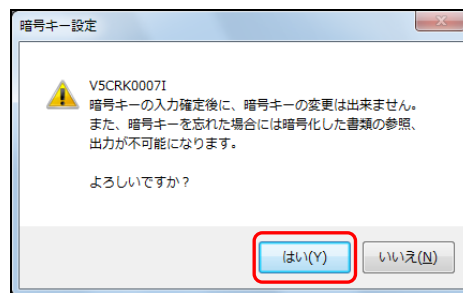 暗号キー設定
V5CRK0007I
暗号キーの入力確定後に、暗号キーの変更は出来ません。
また、暗号キーを忘れた場合には暗号化した書類の参照、
出力が不可能になります。
よろしいですか？
はい(Y)
いいえ(N)